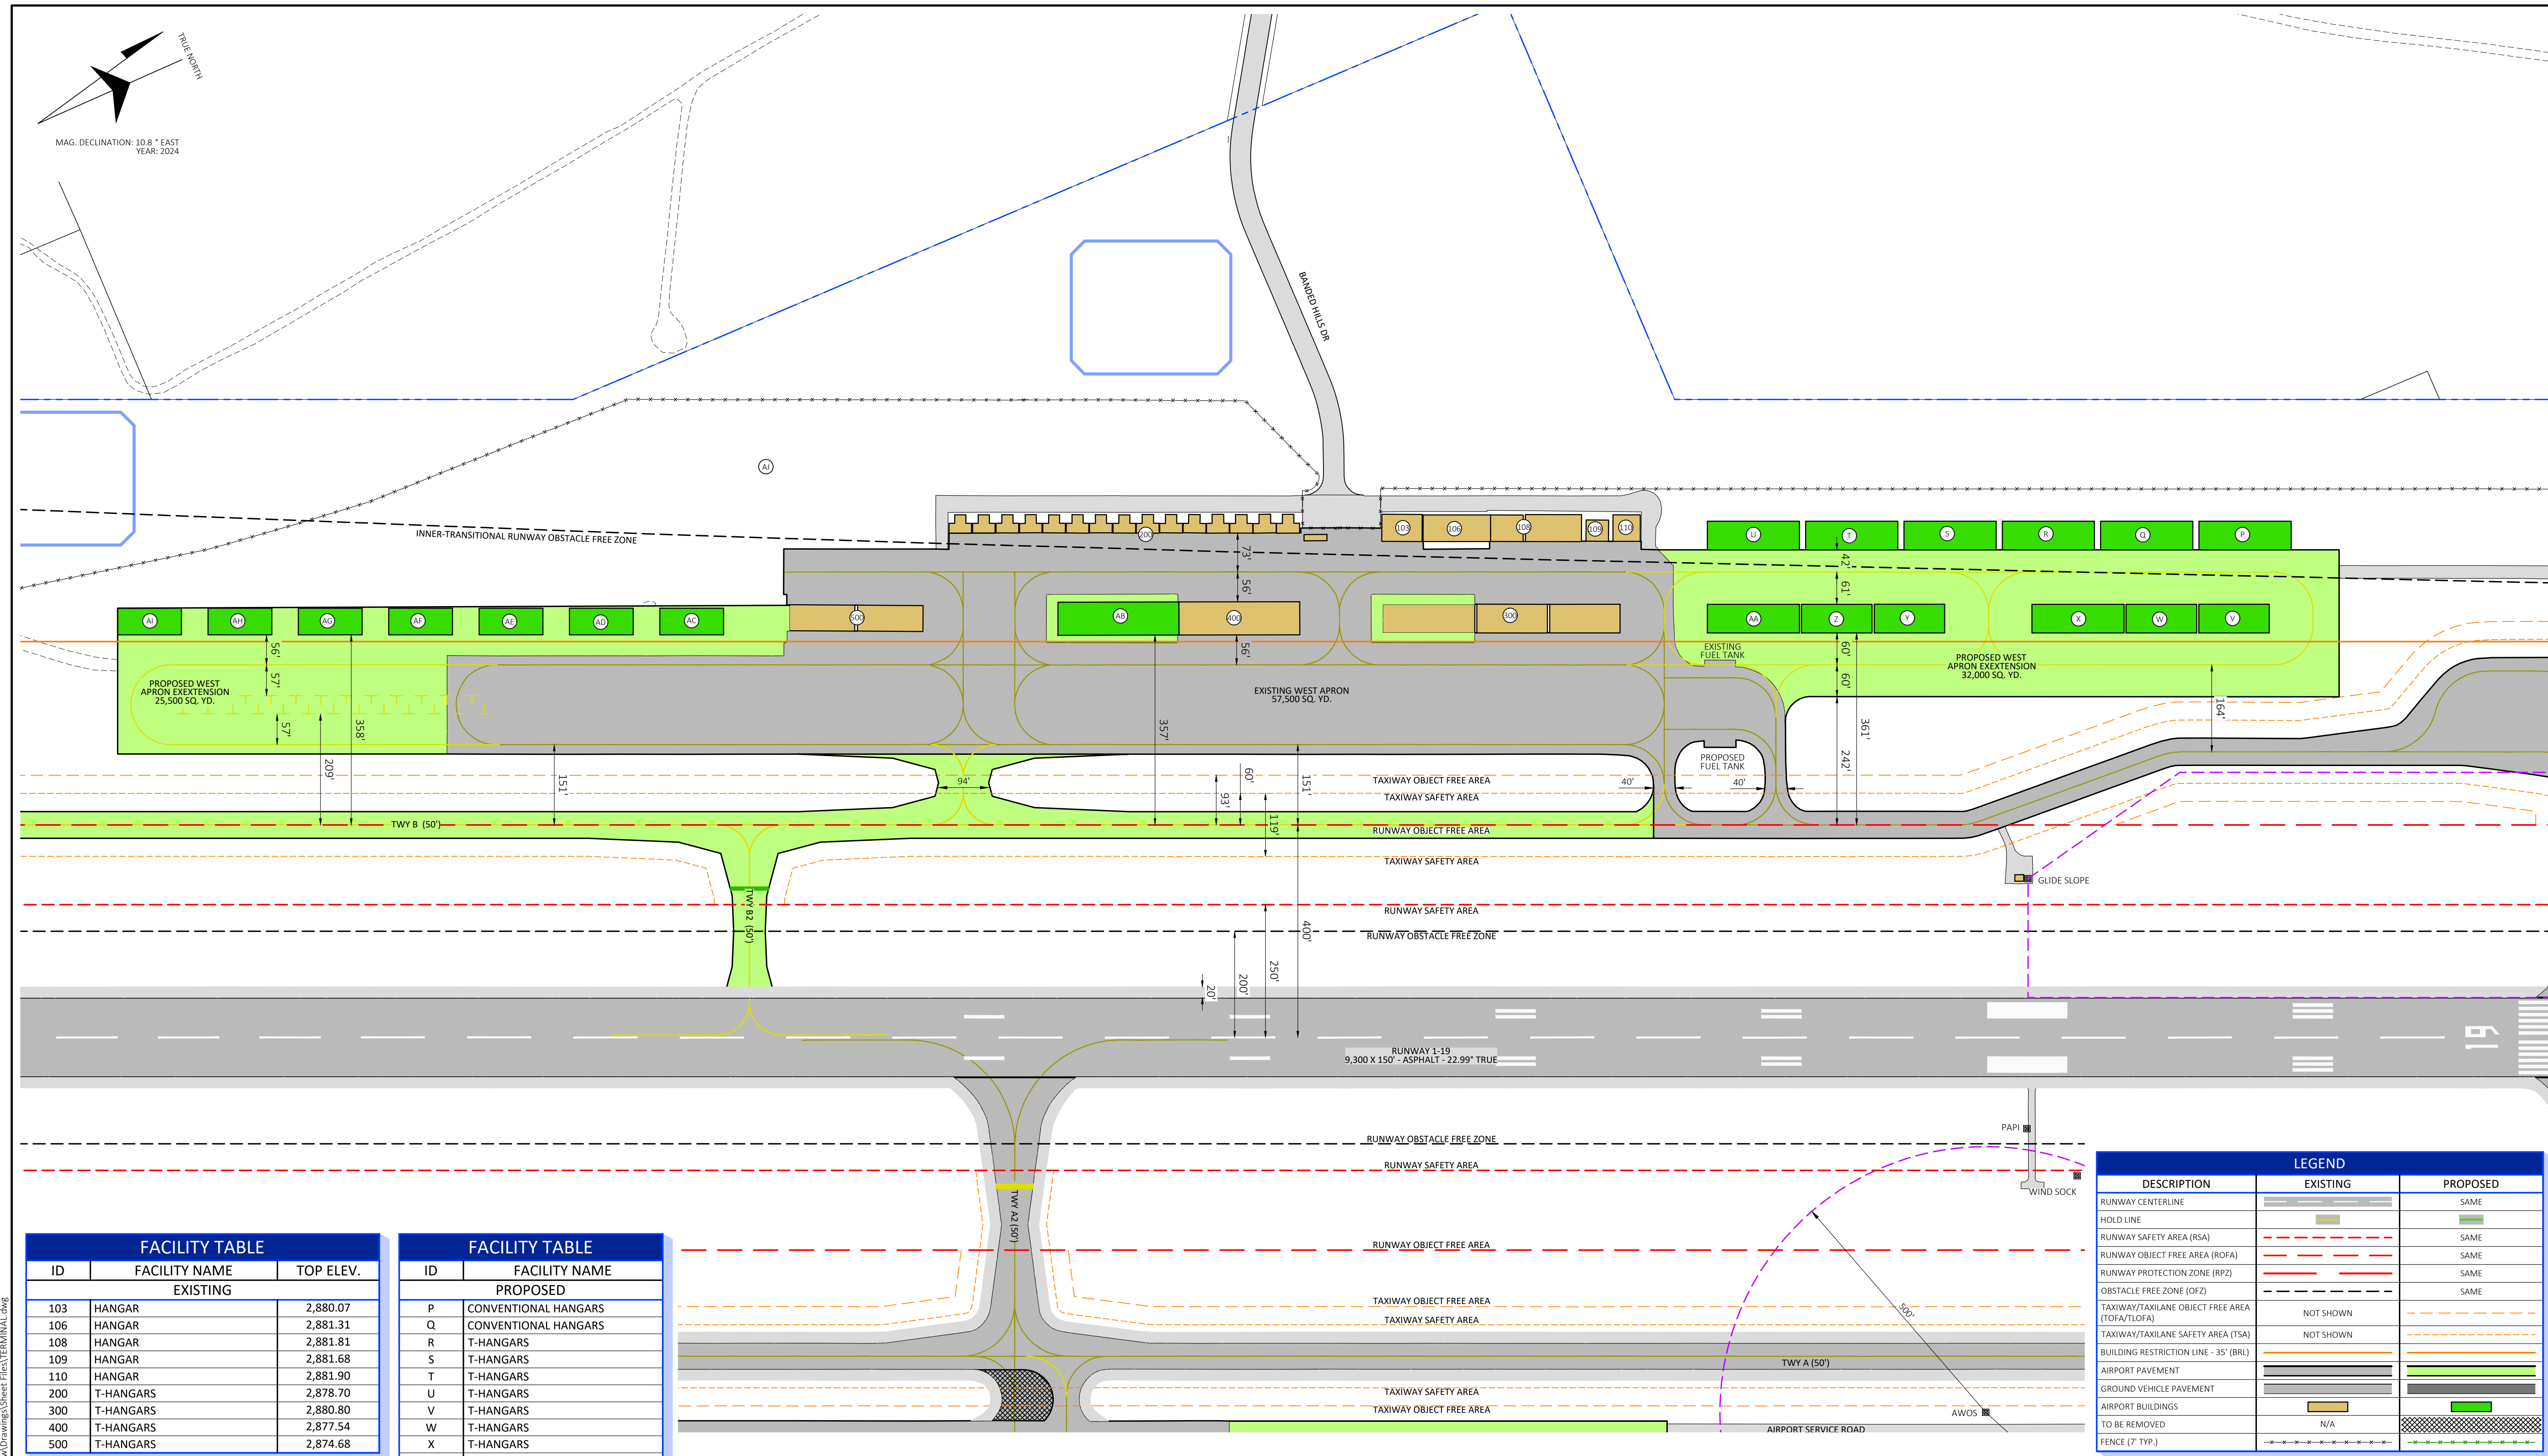 TRUE NORTH
MAG. DECLINATION: 10.8 ° EAST
YEAR: 2024
BANDED HILLS DR
AJ
INNER-TRANSITIONAL RUNWAY OBSTACLE FREE ZONE
200
103
106
108
109
110
U
T
S
R
Q
P
73'
56'
42'
61'
AI
AH
AG
AF
AE
AD
AC
500
AB
400
300
AA
Z
Y
X
W
V
56'
57'
57'
56'
60'
60'
EXISTING
FUEL TANK
PROPOSED WEST
APRON EXEXTENSION
25,500 SQ. YD.
EXISTING WEST APRON
57,500 SQ. YD.
PROPOSED WEST
APRON EXEXTENSION
32,000 SQ. YD.
358'
209'
151'
357'
361'
242'
164'
94'
PROPOSED
FUEL TANK
40'
40'
60'
93'
151'
119'
TAXIWAY OBJECT FREE AREA
TAXIWAY SAFETY AREA
TWY B (50')
RUNWAY OBJECT FREE AREA
TAXIWAY SAFETY AREA
TWY B2 (50')
GLIDE SLOPE
RUNWAY SAFETY AREA
RUNWAY OBSTACLE FREE ZONE
400'
250'
200'
20'
RUNWAY 1-19
9,300 X 150' - ASPHALT - 22.99° TRUE
19
RUNWAY OBSTACLE FREE ZONE
RUNWAY SAFETY AREA
PAPI
WIND SOCK
TWY A2 (50')
RUNWAY OBJECT FREE AREA
TAXIWAY OBJECT FREE AREA
TAXIWAY SAFETY AREA
500'
TWY A (50')
TAXIWAY SAFETY AREA
TAXIWAY OBJECT FREE AREA
AWOS
AIRPORT SERVICE ROAD
FACILITY TABLE
ID FACILITY NAME TOP ELEV.
EXISTING
103 HANGAR 2,880.07
106 HANGAR 2,881.31
108 HANGAR 2,881.81
109 HANGAR 2,881.68
110 HANGAR 2,881.90
200 T-HANGARS 2,878.70
300 T-HANGARS 2,880.80
400 T-HANGARS 2,877.54
500 T-HANGARS 2,874.68
FACILITY TABLE
ID FACILITY NAME
PROPOSED
P CONVENTIONAL HANGARS
Q CONVENTIONAL HANGARS
R T-HANGARS
S T-HANGARS
T T-HANGARS
U T-HANGARS
V T-HANGARS
W T-HANGARS
X T-HANGARS
LEGEND
DESCRIPTION EXISTING PROPOSED
RUNWAY CENTERLINE SAME
HOLD LINE
RUNWAY SAFETY AREA (RSA) SAME
RUNWAY OBJECT FREE AREA (ROFA) SAME
RUNWAY PROTECTION ZONE (RPZ) SAME
OBSTACLE FREE ZONE (OFZ) SAME
TAXIWAY/TAXILANE OBJECT FREE AREA
(TOFA/TLOFA) NOT SHOWN
TAXIWAY/TAXILANE SAFETY AREA (TSA) NOT SHOWN
BUILDING RESTRICTION LINE - 35' (BRL)
AIRPORT PAVEMENT
GROUND VEHICLE PAVEMENT
AIRPORT BUILDINGS
TO BE REMOVED N/A
FENCE (7' TYP.)
\Drawings\Sheet Files\TERMINAL.dwg